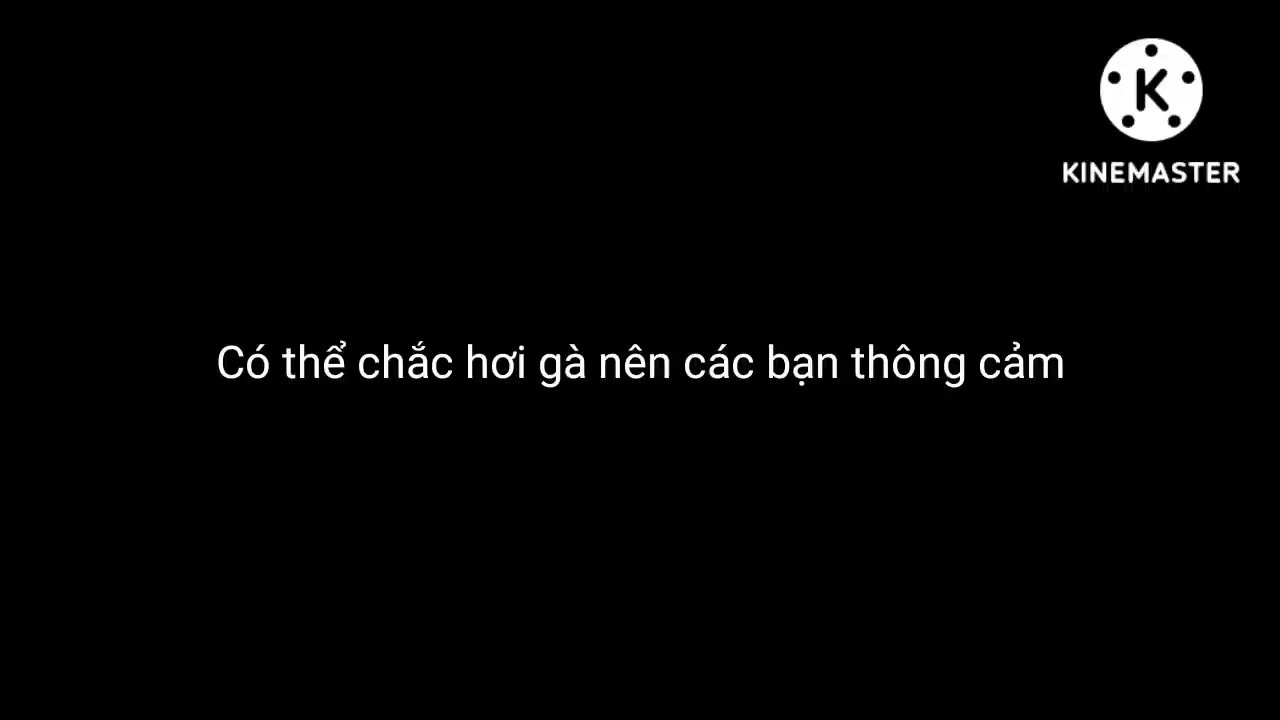 K
KINEMASTER
Có thể chắc hơi gà nên các bạn thông cảm